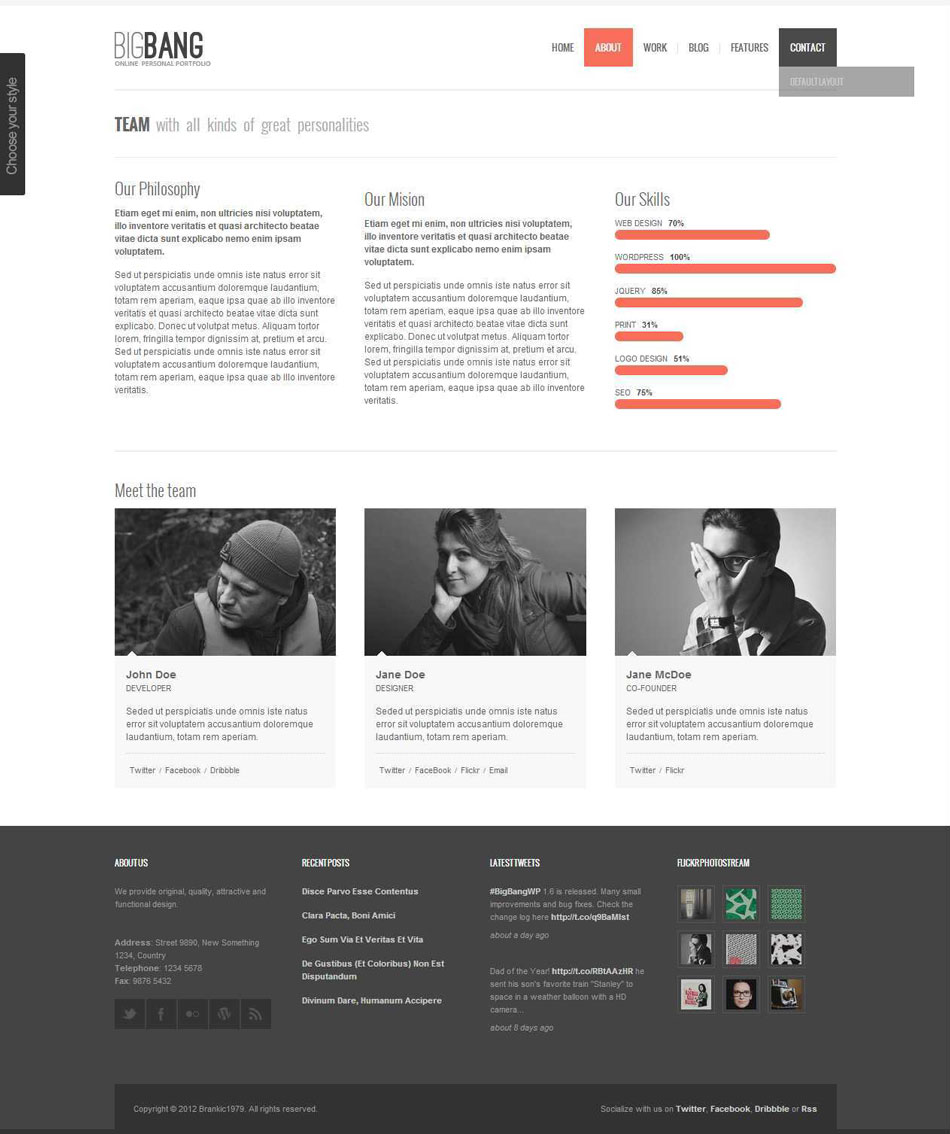 BIGBANG
ONLINE PERSONAL PORTFOLIO
HOME
ABOUT
WORK
BLOG
FEATURES
CONTACT
DEFAULT LAYOUT
Choose your style
TEAM with all kinds of great personalities
Our Philosophy
Etiam eget mi enim, non ultricies nisi voluptatem,
illo inventore veritatis et quasi architecto beatae
vitae dicta sunt explicabo nemo enim ipsam
voluptatem.
Sed ut perspiciatis unde omnis iste natus error sit
voluptatem accusantium doloremque laudantium,
totam rem aperiam, eaque ipsa quae ab illo inventore
veritatis et quasi architecto beatae vitae dicta sunt
explicabo. Donec ut volutpat metus. Aliquam tortor
lorem, fringilla tempor dignissim at, pretium et arcu.
Sed ut perspiciatis unde omnis iste natus error sit
voluptatem accusantium doloremque laudantium,
totam rem aperiam, eaque ipsa quae ab illo inventore
veritatis.
Our Mision
Etiam eget mi enim, non ultricies nisi voluptatem,
illo inventore veritatis et quasi architecto beatae
vitae dicta sunt explicabo nemo enim ipsam
voluptatem.
Sed ut perspiciatis unde omnis iste natus error sit
voluptatem accusantium doloremque laudantium,
totam rem aperiam, eaque ipsa quae ab illo inventore
veritatis et quasi architecto beatae vitae dicta sunt
explicabo. Donec ut volutpat metus. Aliquam tortor
lorem, fringilla tempor dignissim at, pretium et arcu.
Sed ut perspiciatis unde omnis iste natus error sit
voluptatem accusantium doloremque laudantium,
totam rem aperiam, eaque ipsa quae ab illo inventore
veritatis.
Our Skills
WEB DESIGN 70%
WORDPRESS 100%
JQUERY 85%
PRINT 31%
LOGO DESIGN 51%
SEO 75%
Meet the team
John Doe
DEVELOPER
Seded ut perspiciatis unde omnis iste natus
error sit voluptatem accusantium doloremque
laudantium, totam rem aperiam.
Twitter / Facebook / Dribbble
Jane Doe
DESIGNER
Sed ut perspiciatis unde omnis iste natus
error sit voluptatem accusantium doloremque
laudantium, totam rem aperiam.
Twitter / FaceBook / Flickr / Email
Jane McDoe
CO-FOUNDER
Sed ut perspiciatis unde omnis iste natus
error sit voluptatem accusantium doloremque
laudantium, totam rem aperiam.
Twitter / Flickr
ABOUT US
We provide original, quality, attractive and
functional design.
Address: Street 9890, New Something
1234, Country
Telephone: 1234 5678
Fax: 9876 5432
RECENT POSTS
Disce Parvo Esse Contentus
Clara Pacta, Boni Amici
Ego Sum Via Et Veritas Et Vita
De Gustibus (Et Coloribus) Non Est
Disputandum
Divinum Dare, Humanum Accipere
LATEST TWEETS
#BigBangWP 1.6 is released. Many small
improvements and bug fixes. Check the
change log here http://t.co/q9BaMIst
about a day ago
Dad of the Year! http://t.co/RBtAAzHR he
sent his son's favorite train "Stanley" to
space in a weather balloon with a HD
camera...
about 8 days ago
FLICKR PHOTOSTREAM
Copyright © 2012 Brankic1979. All rights reserved.
Socialize with us on Twitter, Facebook, Dribbble or Rss